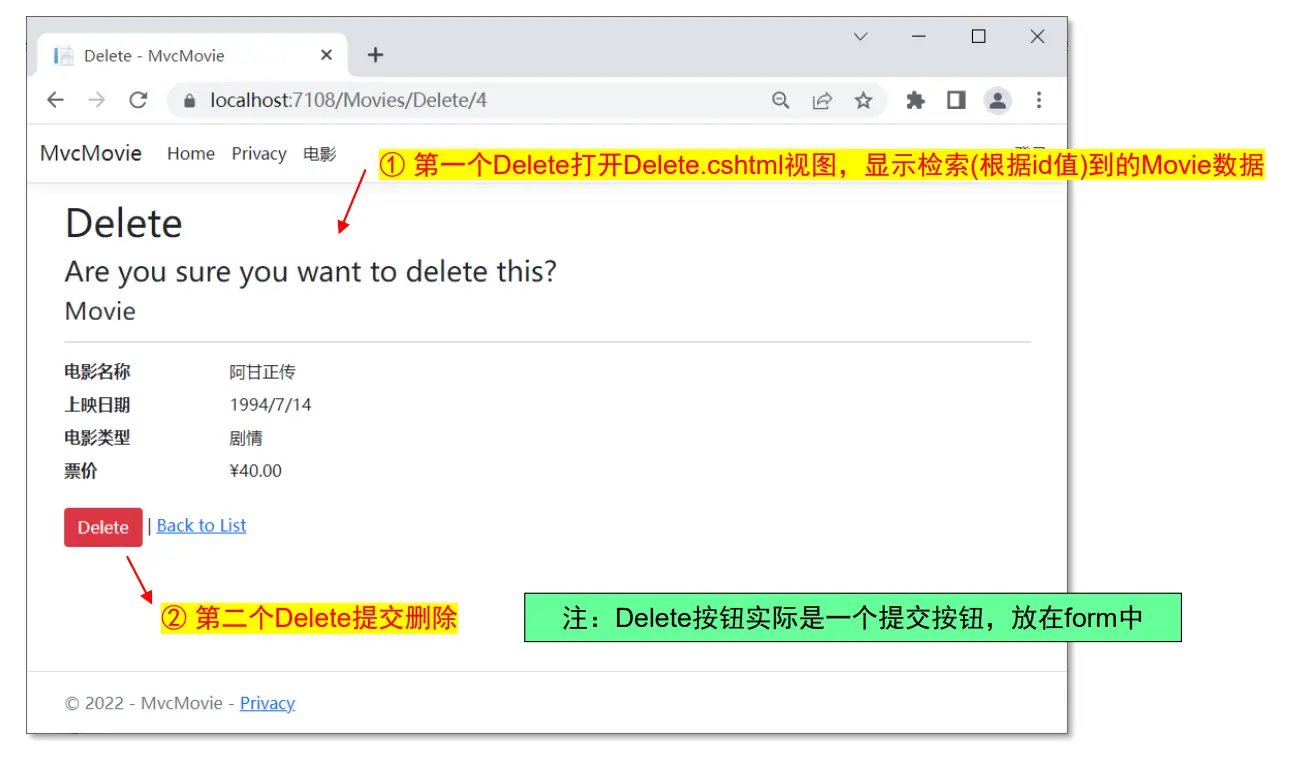 Delete - MvcMovie
localhost:7108/Movies/Delete/4
MvcMovie Home Privacy 电影
① 第一个Delete打开Delete.cshtml视图，显示检索(根据id值)到的Movie数据
Delete
Are you sure you want to delete this?
Movie
电影名称 阿甘正传
上映日期 1994/7/14
电影类型 剧情
票价 ¥40.00
Delete | Back to List
② 第二个Delete提交删除
注：Delete按钮实际是一个提交按钮，放在form中
© 2022 - MvcMovie - Privacy